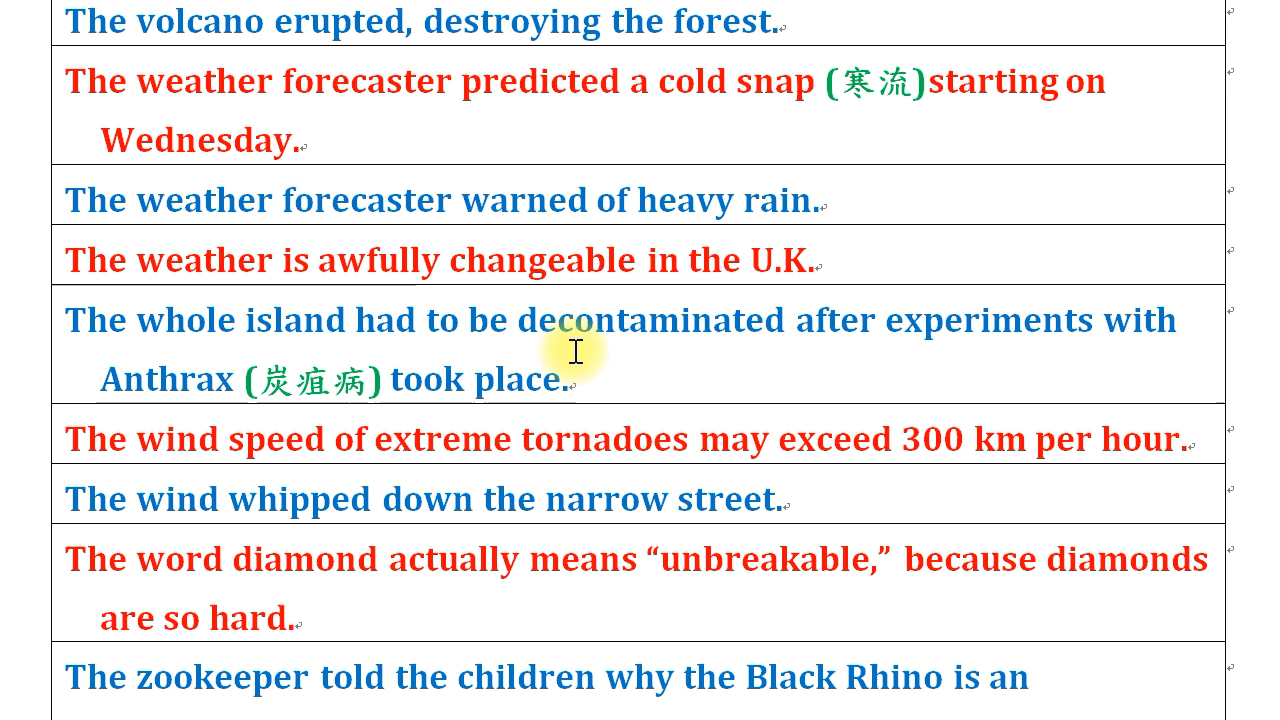 The volcano erupted, destroying the forest.
The weather forecaster predicted a cold snap (寒流)starting on
Wednesday.
The weather forecaster warned of heavy rain.
The weather is awfully changeable in the U.K.
The whole island had to be decontaminated after experiments with
Anthrax (炭疽病) took place.
The wind speed of extreme tornadoes may exceed 300 km per hour.
The wind whipped down the narrow street.
The word diamond actually means “unbreakable,” because diamonds
are so hard.
The zookeeper told the children why the Black Rhino is an